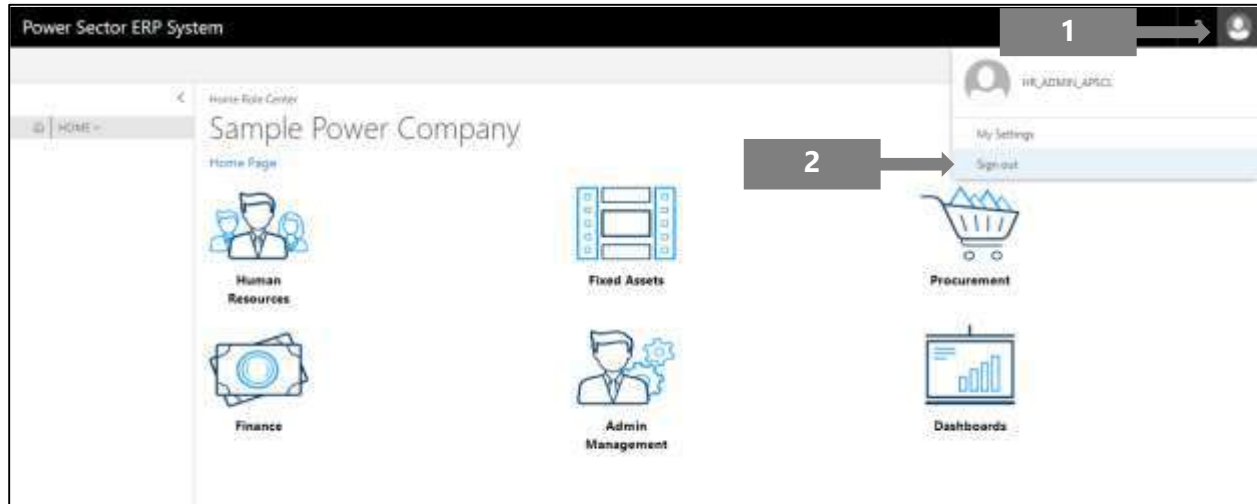 Power Sector ERP System
1
HR_ADMIN_APSCL
Home Role Center
HOME
Sample Power Company
My Settings
Home Page
2
Sign out
Human
Resources
Fixed Assets
Procurement
Finance
Admin
Management
Dashboards